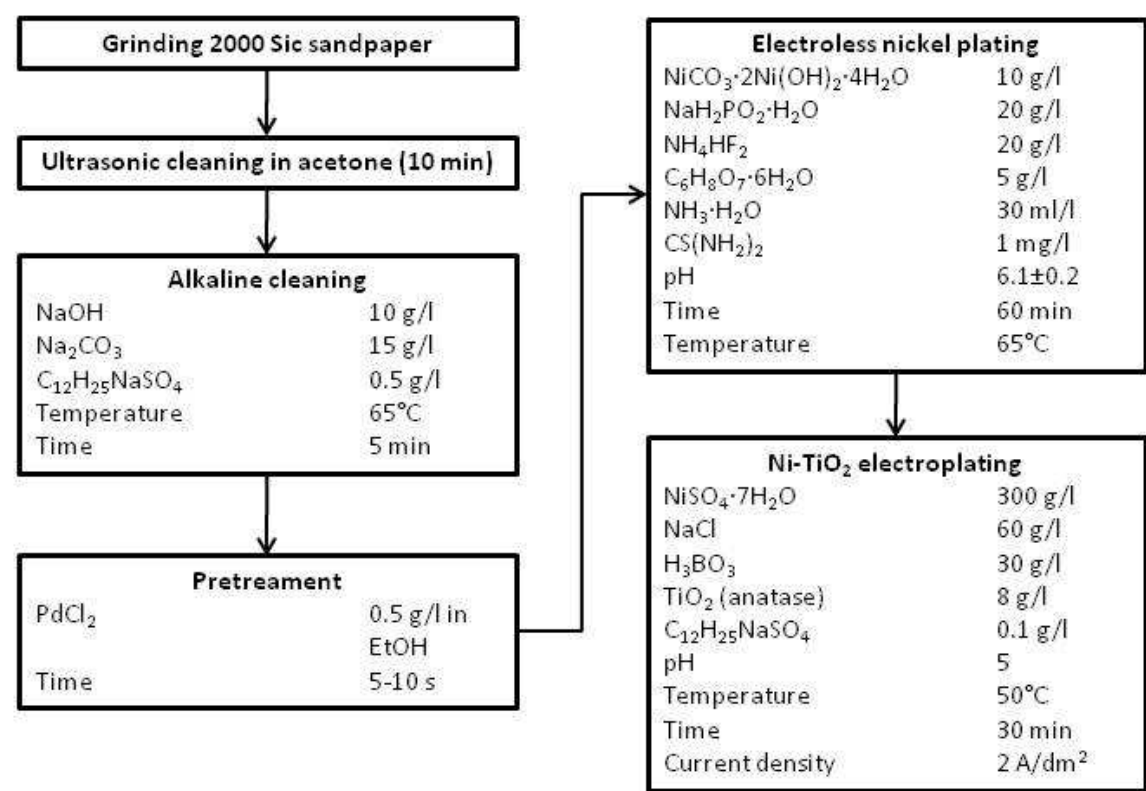 Grinding 2000 Sic sandpaper
Ultrasonic cleaning in acetone (10 min)
Alkaline cleaning
NaOH 10 g/l
Na₂CO₃ 15 g/l
C₁₂H₂₅NaSO₄ 0.5 g/l
Temperature 65°C
Time 5 min
Pretreament
PdCl₂ 0.5 g/l in
EtOH
Time 5-10 s
Electroless nickel plating
NiCO₃·2Ni(OH)₂·4H₂O 10 g/l
NaH₂PO₂·H₂O 20 g/l
NH₄HF₂ 20 g/l
C₆H₈O₇·6H₂O 5 g/l
NH₃·H₂O 30 ml/l
CS(NH₂)₂ 1 mg/l
pH 6.1±0.2
Time 60 min
Temperature 65°C
Ni-TiO₂ electroplating
NiSO₄·7H₂O 300 g/l
NaCl 60 g/l
H₃BO₃ 30 g/l
TiO₂ (anatase) 8 g/l
C₁₂H₂₅NaSO₄ 0.1 g/l
pH 5
Temperature 50°C
Time 30 min
Current density 2 A/dm²